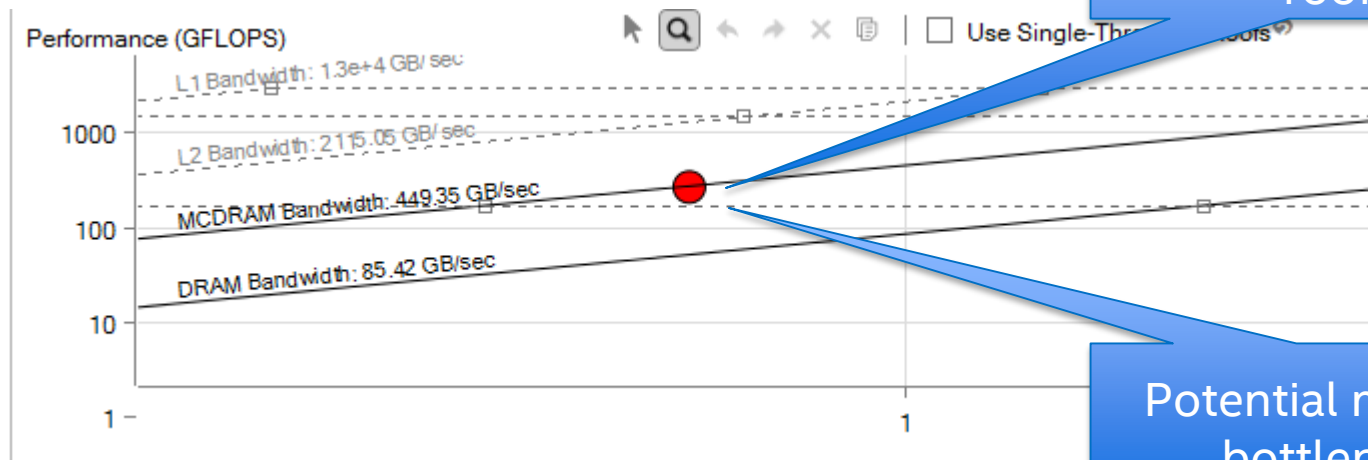 Performance (GFLOPS)
Use Single-Thr
L1 Bandwidth: 1.3e+4 GB/sec
1000
L2 Bandwidth: 2115.05 GB/sec
MCDRAM Bandwidth: 449.35 GB/sec
100
DRAM Bandwidth: 85.42 GB/sec
10
1
1
Potential